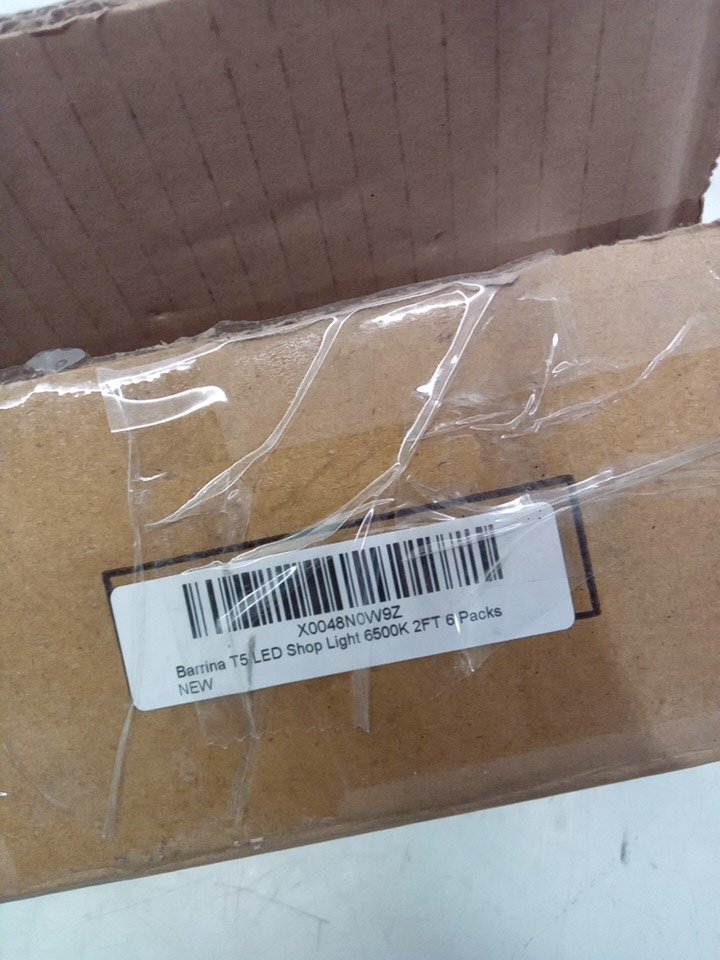 X0048N0W9Z
Barrina T5 LED Shop Light 6500K 2FT 6 Packs
NEW